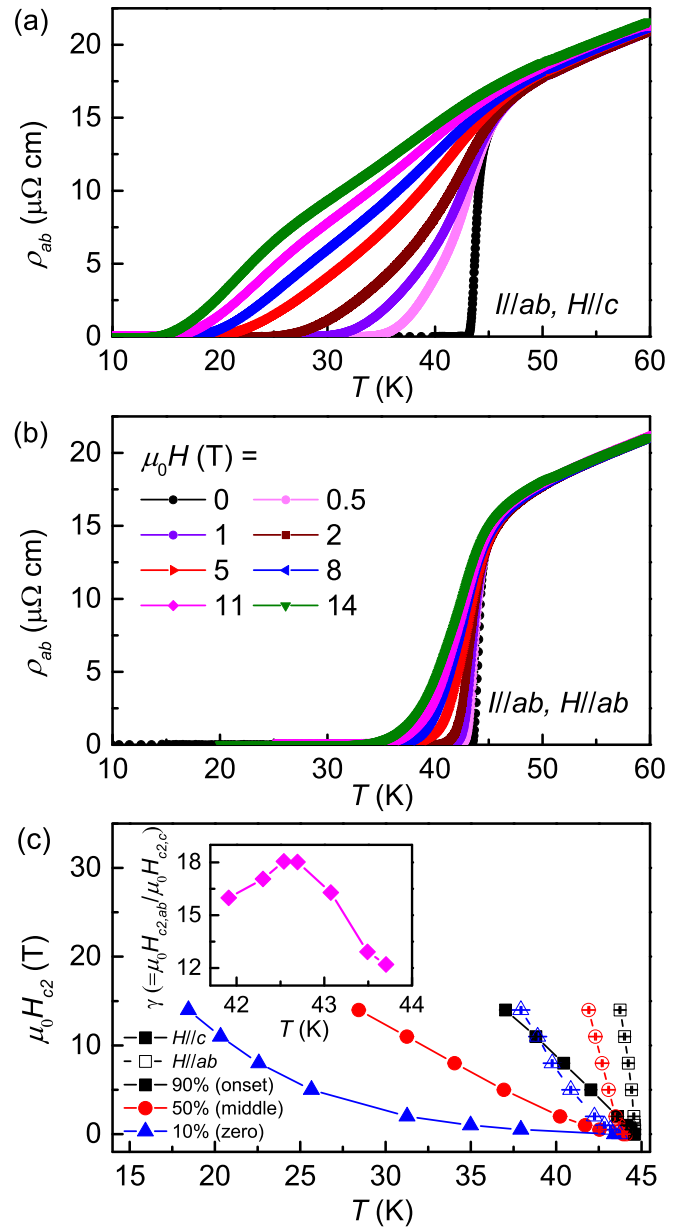 (a)
20
15
10
5
0
ρab (μΩ cm)
I//ab, H//c
10 20 30 40 50 60
T (K)
(b)
μ0H (T) =
0 0.5
1 2
5 8
11 14
20
15
10
5
0
ρab (μΩ cm)
I//ab, H//ab
10 20 30 40 50 60
T (K)
(c)
30
20
10
0
μ0Hc2 (T)
γ (=μ0Hc2,ab/μ0Hc2,c)
18
16
14
12
42 43 44
T (K)
H//c
H//ab
90% (onset)
50% (middle)
10% (zero)
15 20 25 30 35 40 45
T (K)